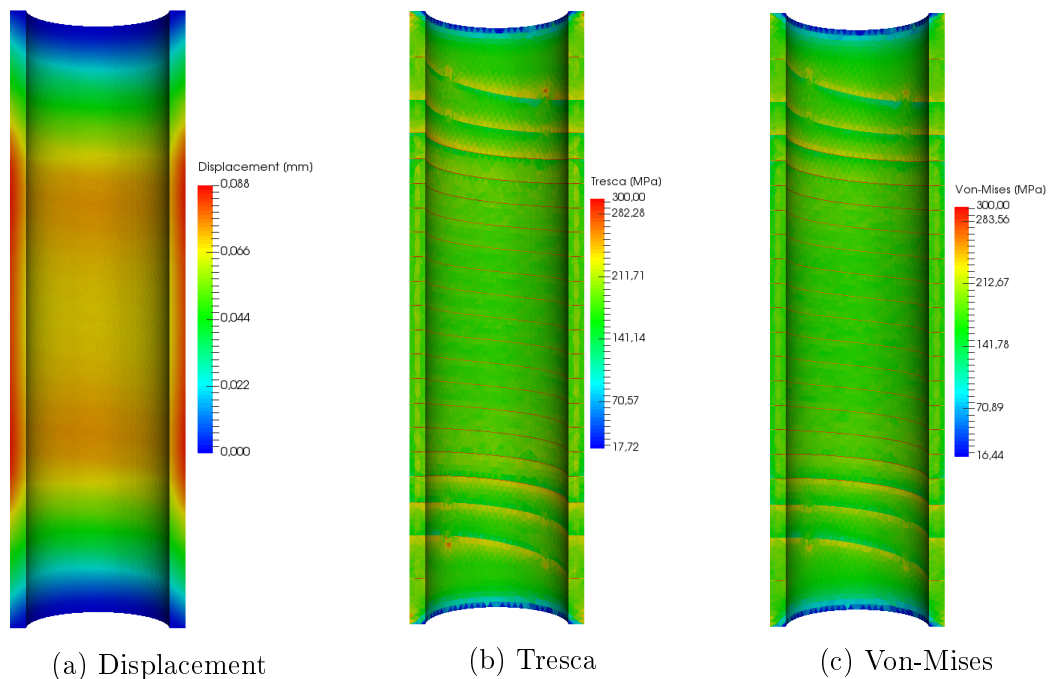 Displacement (mm)
0,088
0,066
0,044
0,022
0,000
Tresca (MPa)
300,00
282,28
211,71
141,14
70,57
17,72
Von-Mises (MPa)
300,00
283,56
212,67
141,78
70,89
16,44
(a) Displacement
(b) Tresca
(c) Von-Mises